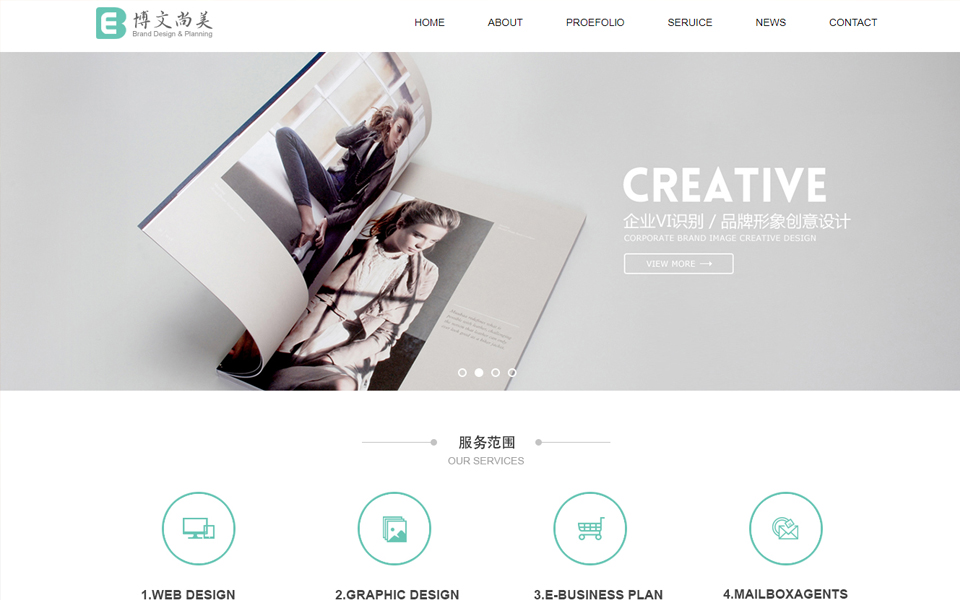 博文尚美
Brand Design & Planning
HOME ABOUT PROEFOLIO SERUICE NEWS CONTACT
CREATIVE
企业VI识别 / 品牌形象创意设计
CORPORATE BRAND IMAGE CREATIVE DESIGN
VIEW MORE →
服务范围
OUR SERVICES
1.WEB DESIGN 2.GRAPHIC DESIGN 3.E-BUSINESS PLAN 4.MAILBOXAGENTS